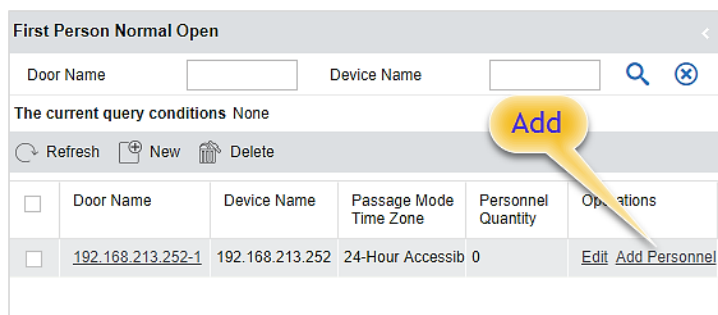 First Person Normal Open
Door Name Device Name
The current query conditions None
Add
Refresh New Delete
Door Name Device Name Passage Mode Time Zone Personnel Quantity Operations
192.168.213.252-1 192.168.213.252 24-Hour Accessib 0 Edit Add Personnel